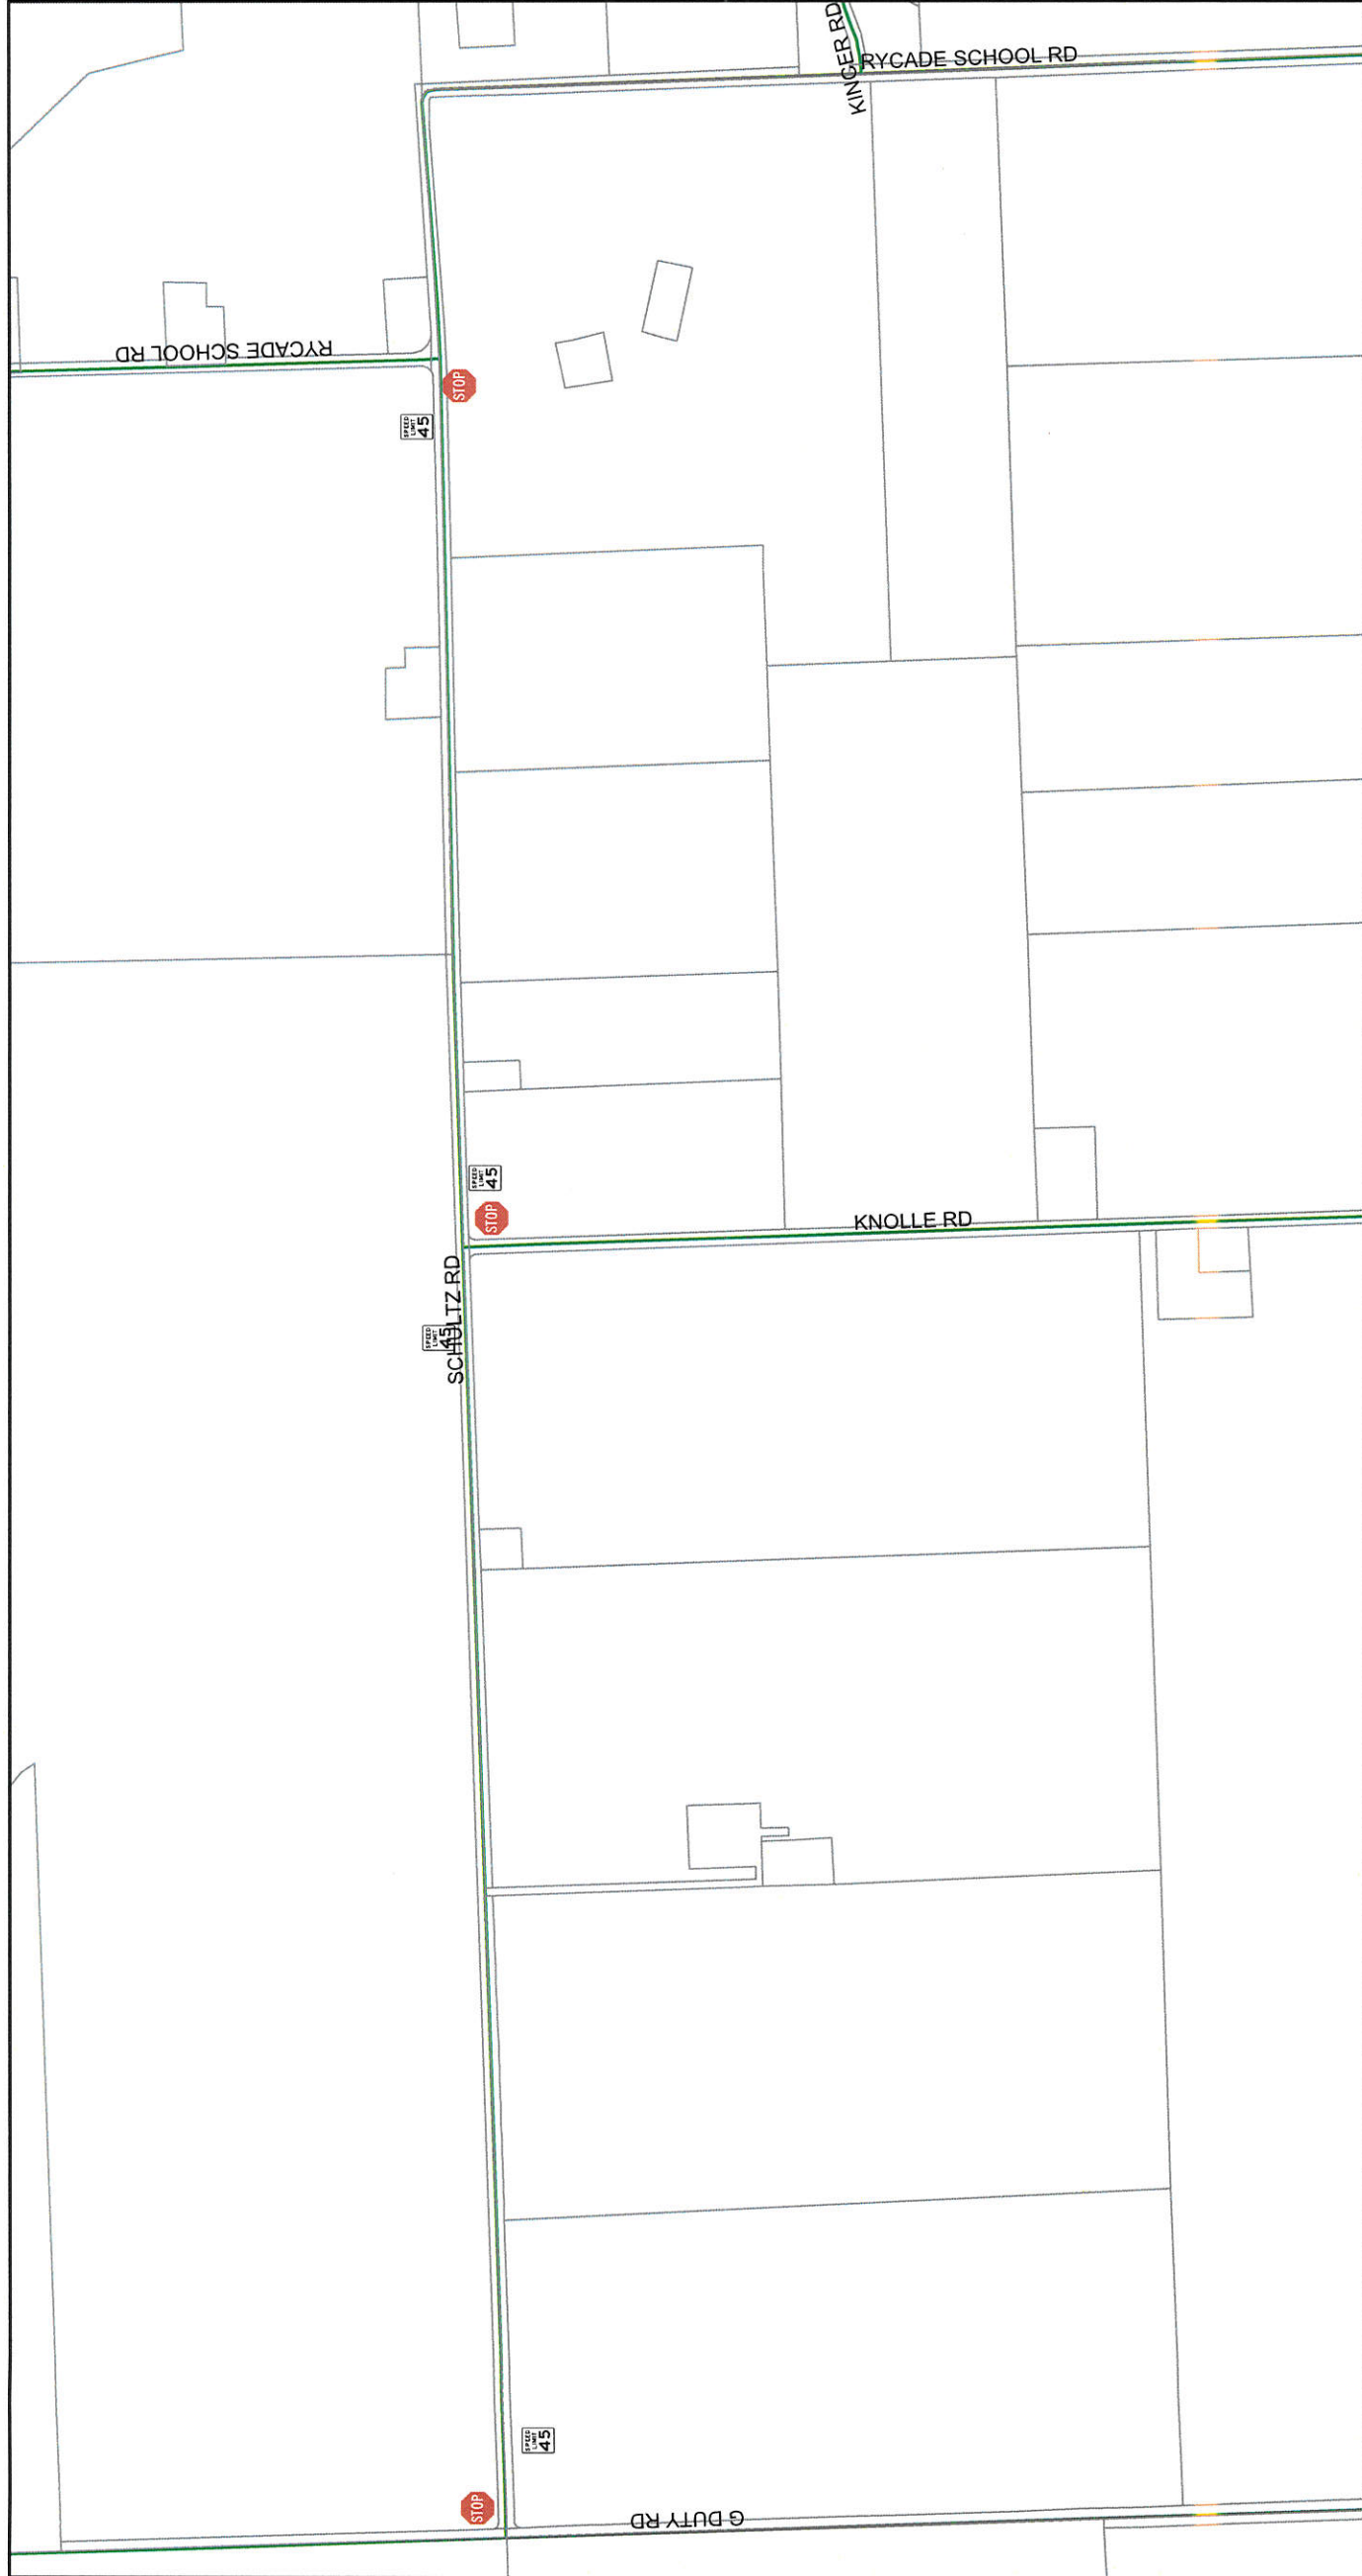 KINGER RD
RYCADE SCHOOL RD
RYCADE SCHOOL RD
STOP
SPEED
LIMIT
45
SPEED
LIMIT
45
STOP
KNOLLE RD
SCHULTZ RD
SPEED
LIMIT
45
SPEED
LIMIT
45
STOP
G DUTY RD